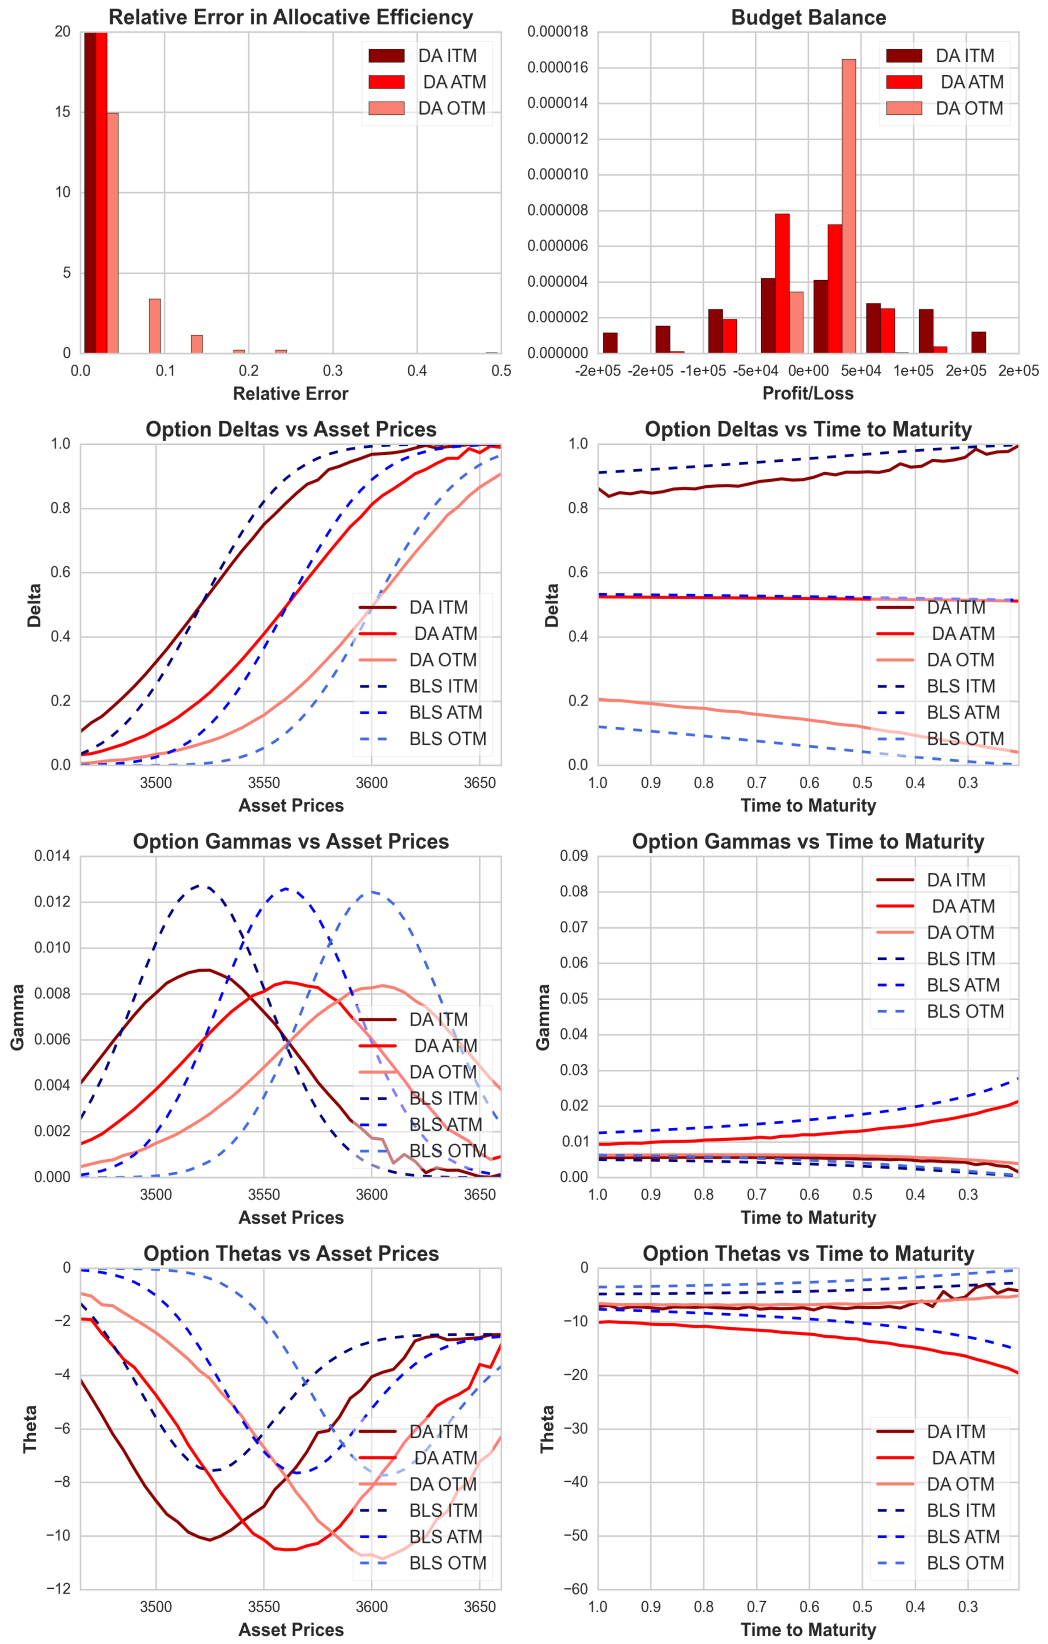 Relative Error in Allocative Efficiency
20
15
10
5
0
0.0 0.1 0.2 0.3 0.4 0.5
Relative Error
DA ITM
DA ATM
DA OTM
Budget Balance
0.000018
0.000016
0.000014
0.000012
0.000010
0.000008
0.000006
0.000004
0.000002
0.000000
-2e+05 -2e+05 -1e+05 -5e+04 0e+00 5e+04 1e+05 2e+05 2e+05
Profit/Loss
DA ITM
DA ATM
DA OTM
Option Deltas vs Asset Prices
Delta
1.0
0.8
0.6
0.4
0.2
0.0
3500 3550 3600 3650
Asset Prices
DA ITM
DA ATM
DA OTM
BLS ITM
BLS ATM
BLS OTM
Option Deltas vs Time to Maturity
Delta
1.0
0.8
0.6
0.4
0.2
0.0
1.0 0.9 0.8 0.7 0.6 0.5 0.4 0.3
Time to Maturity
DA ITM
DA ATM
DA OTM
BLS ITM
BLS ATM
BLS OTM
Option Gammas vs Asset Prices
Gamma
0.014
0.012
0.010
0.008
0.006
0.004
0.002
0.000
3500 3550 3600 3650
Asset Prices
DA ITM
DA ATM
DA OTM
BLS ITM
BLS ATM
BLS OTM
Option Gammas vs Time to Maturity
Gamma
0.09
0.08
0.07
0.06
0.05
0.04
0.03
0.02
0.01
0.00
1.0 0.9 0.8 0.7 0.6 0.5 0.4 0.3
Time to Maturity
DA ITM
DA ATM
DA OTM
BLS ITM
BLS ATM
BLS OTM
Option Thetas vs Asset Prices
Theta
0
−2
−4
−6
−8
−10
−12
3500 3550 3600 3650
Asset Prices
DA ITM
DA ATM
DA OTM
BLS ITM
BLS ATM
BLS OTM
Option Thetas vs Time to Maturity
Theta
0
−10
−20
−30
−40
−50
−60
1.0 0.9 0.8 0.7 0.6 0.5 0.4 0.3
Time to Maturity
DA ITM
DA ATM
DA OTM
BLS ITM
BLS ATM
BLS OTM